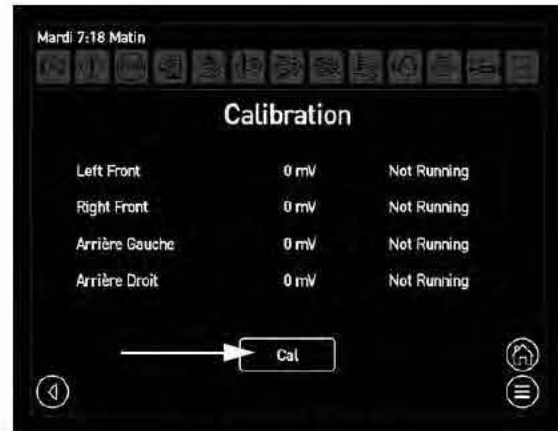 Mardi 7:18 Matin
Calibration
Left Front 0 mV Not Running
Right Front 0 mV Not Running
Arrière Gauche 0 mV Not Running
Arrière Droit 0 mV Not Running
Cal